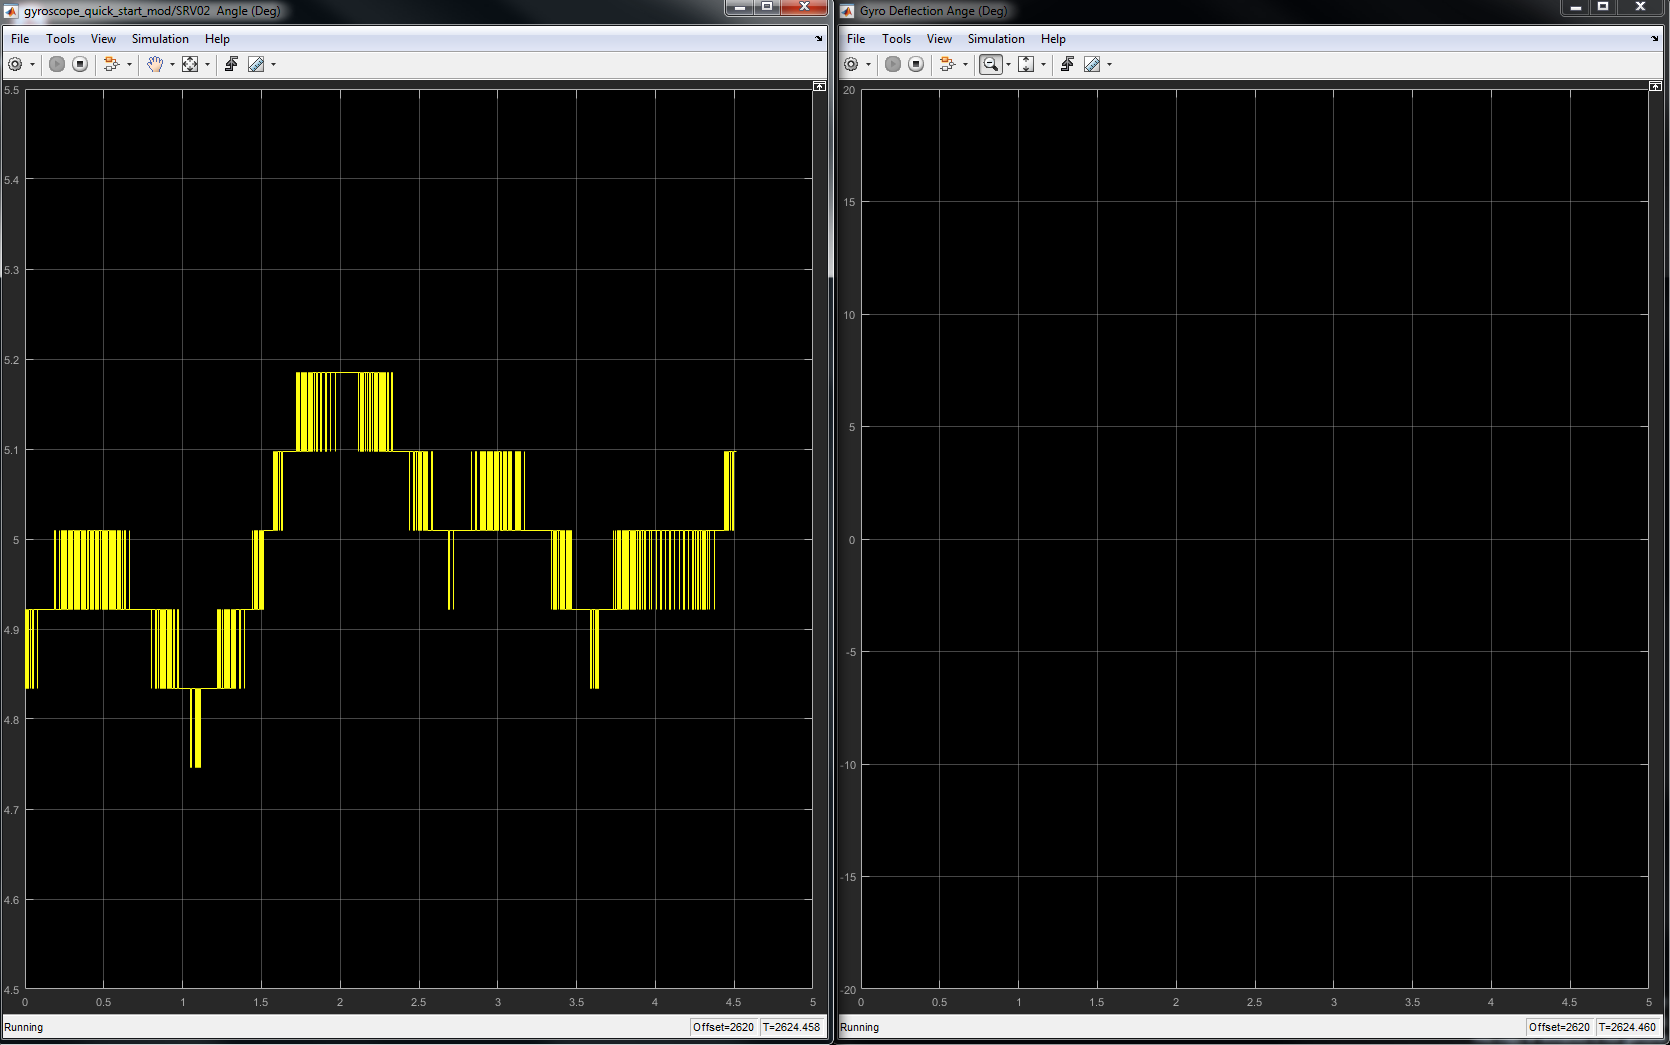 gyroscope_quick_start_mod/SRV02  Angle (Deg)
File Tools View Simulation Help
5.5
5.4
5.3
5.2
5.1
5
4.9
4.8
4.7
4.6
4.5
0 0.5 1 1.5 2 2.5 3 3.5 4 4.5 5
Running Offset=2620 T=2624.458
Gyro Deflection Ange (Deg)
File Tools View Simulation Help
20
15
10
5
0
-5
-10
-15
-20
0 0.5 1 1.5 2 2.5 3 3.5 4 4.5 5
Running Offset=2620 T=2624.460